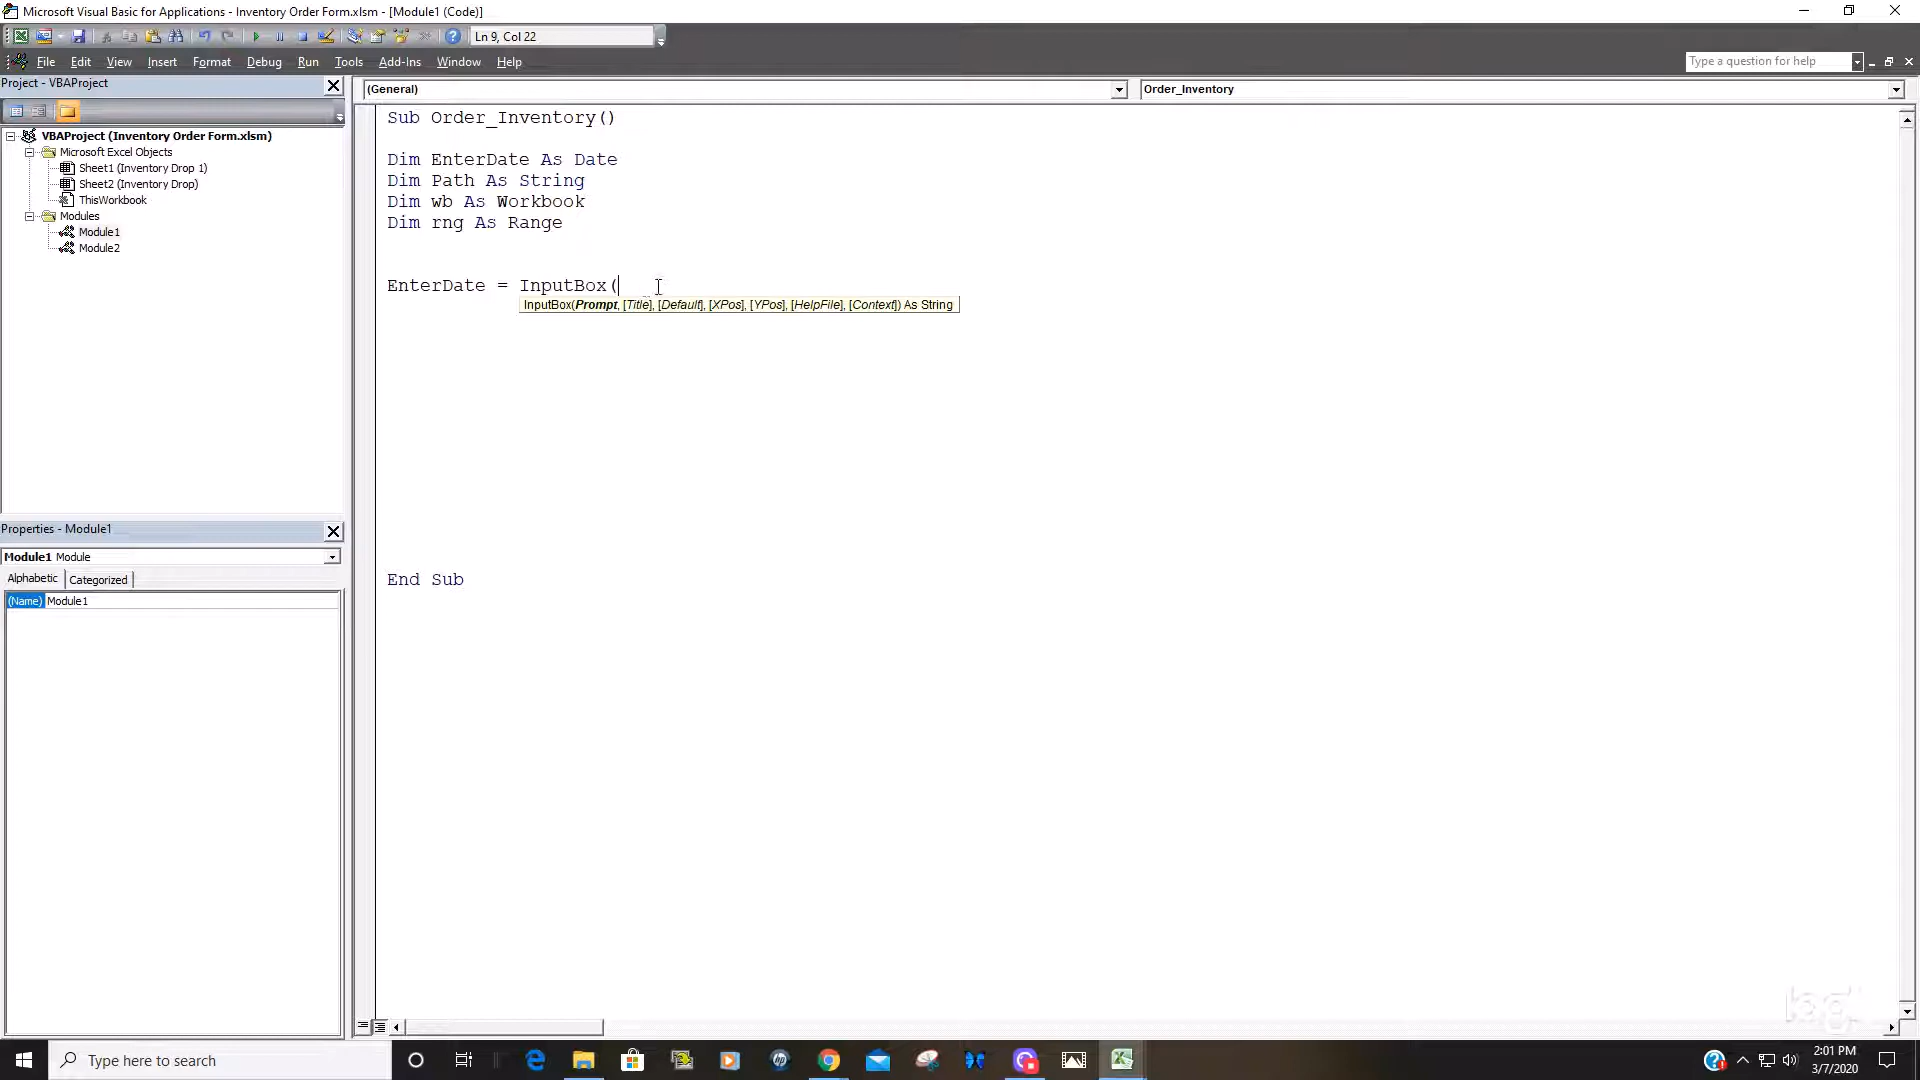 Microsoft Visual Basic for Applications - Inventory Order Form.xlsm - [Module1 (Code)]
Ln 9, Col 22
File Edit View Insert Format Debug Run Tools Add-Ins Window Help
Type a question for help
Project - VBAProject
VBAProject (Inventory Order Form.xlsm)
Microsoft Excel Objects
Sheet1 (Inventory Drop 1)
Sheet2 (Inventory Drop)
ThisWorkbook
Modules
Module1
Module2
Properties - Module1
Module1 Module
Alphabetic Categorized
(Name) Module1
(General) Order_Inventory
Sub Order_Inventory()
Dim EnterDate As Date
Dim Path As String
Dim wb As Workbook
Dim rng As Range
EnterDate = InputBox(
InputBox(Prompt, [Title], [Default], [XPos], [YPos], [HelpFile], [Context]) As String
End Sub
Type here to search
2:01 PM
3/7/2020